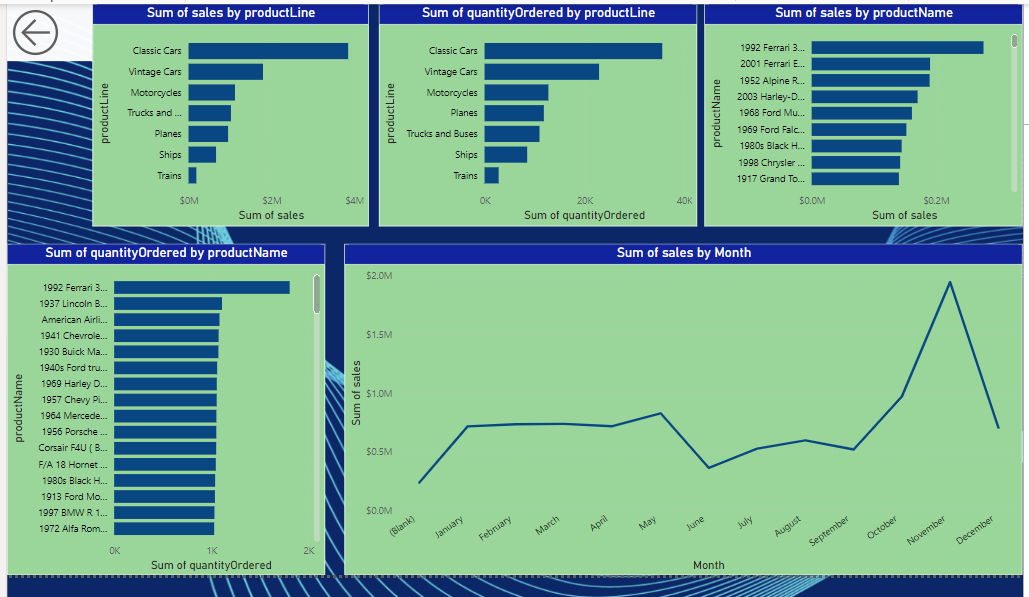 Sum of sales by productLine
productLine
Classic Cars
Vintage Cars
Motorcycles
Trucks and ...
Planes
Ships
Trains
$0M $2M $4M
Sum of sales
Sum of quantityOrdered by productLine
productLine
Classic Cars
Vintage Cars
Motorcycles
Planes
Trucks and Buses
Ships
Trains
0K 20K 40K
Sum of quantityOrdered
Sum of sales by productName
productName
1992 Ferrari 3...
2001 Ferrari E...
1952 Alpine R...
2003 Harley-D...
1968 Ford Mu...
1969 Ford Falc...
1980s Black H...
1998 Chrysler ...
1917 Grand To...
$0.0M $0.2M
Sum of sales
Sum of quantityOrdered by productName
productName
1992 Ferrari 3...
1937 Lincoln B...
American Airli...
1941 Chevrole...
1930 Buick Ma...
1940s Ford tru...
1969 Harley D...
1957 Chevy Pi...
1964 Mercede...
1956 Porsche ...
Corsair F4U ( B...
F/A 18 Hornet ...
1980s Black H...
1913 Ford Mo...
1997 BMW R 1...
1972 Alfa Rom...
0K 1K 2K
Sum of quantityOrdered
Sum of sales by Month
Sum of sales
$2.0M
$1.5M
$1.0M
$0.5M
$0.0M
(Blank) January February March April May June July August September October November December
Month